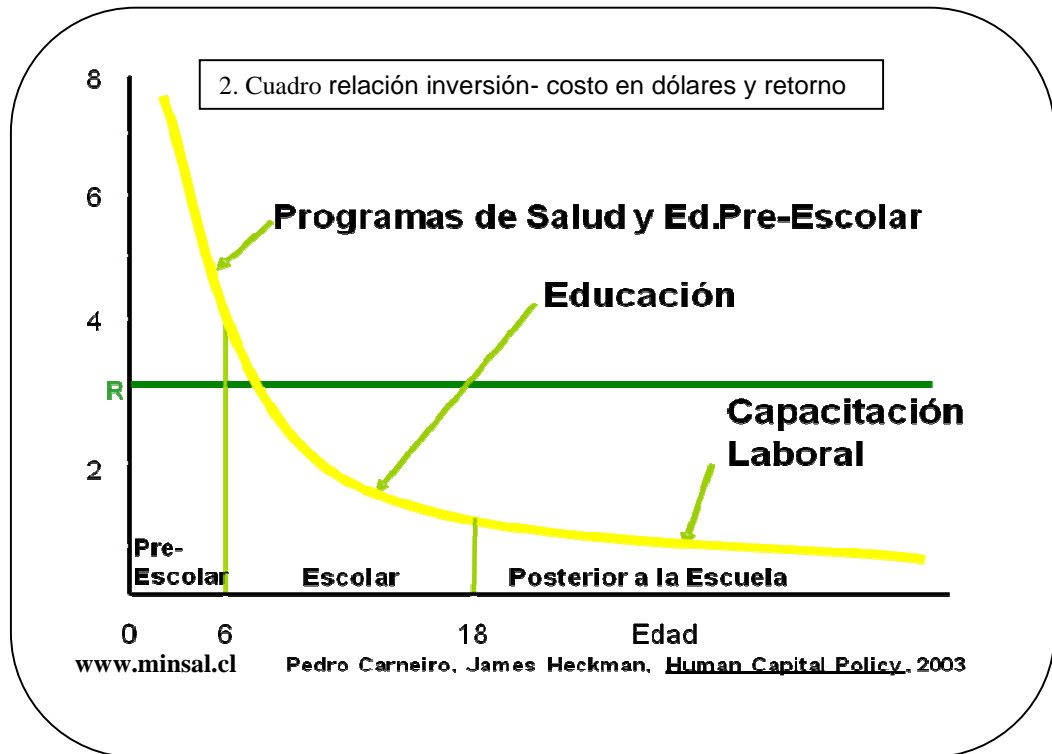 2. Cuadro relación inversión- costo en dólares y retorno
8
6
4
R
2
Programas de Salud y Ed.Pre-Escolar
Educación
Capacitación
Laboral
Pre-
Escolar
Escolar
Posterior a la Escuela
0 6 18 Edad
www.minsal.cl Pedro Carneiro, James Heckman, Human Capital Policy, 2003